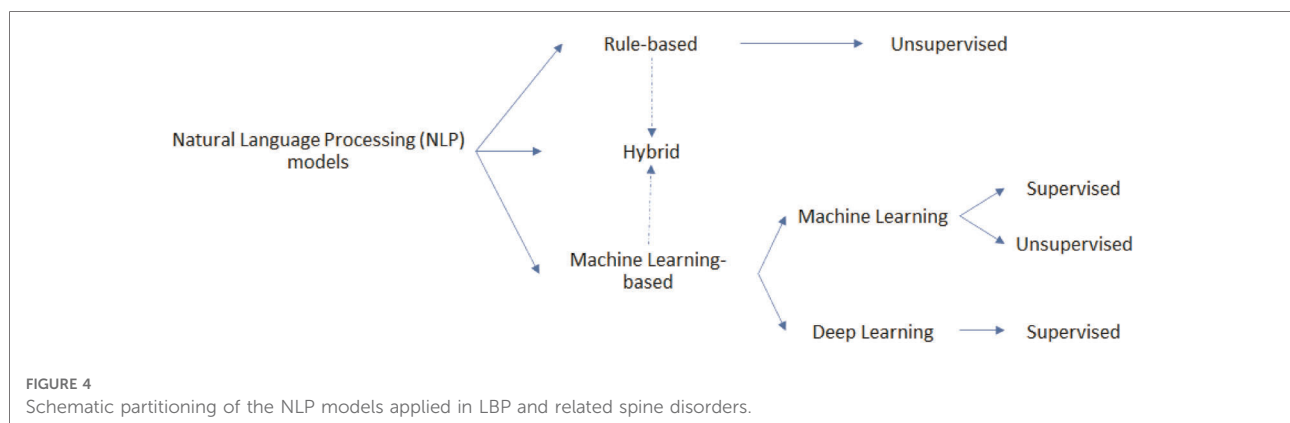 Rule-based
Unsupervised
Natural Language Processing (NLP)
models
Hybrid
Supervised
Machine Learning
Unsupervised
Machine Learning-
based
Deep Learning
Supervised
FIGURE 4
Schematic partitioning of the NLP models applied in LBP and related spine disorders.